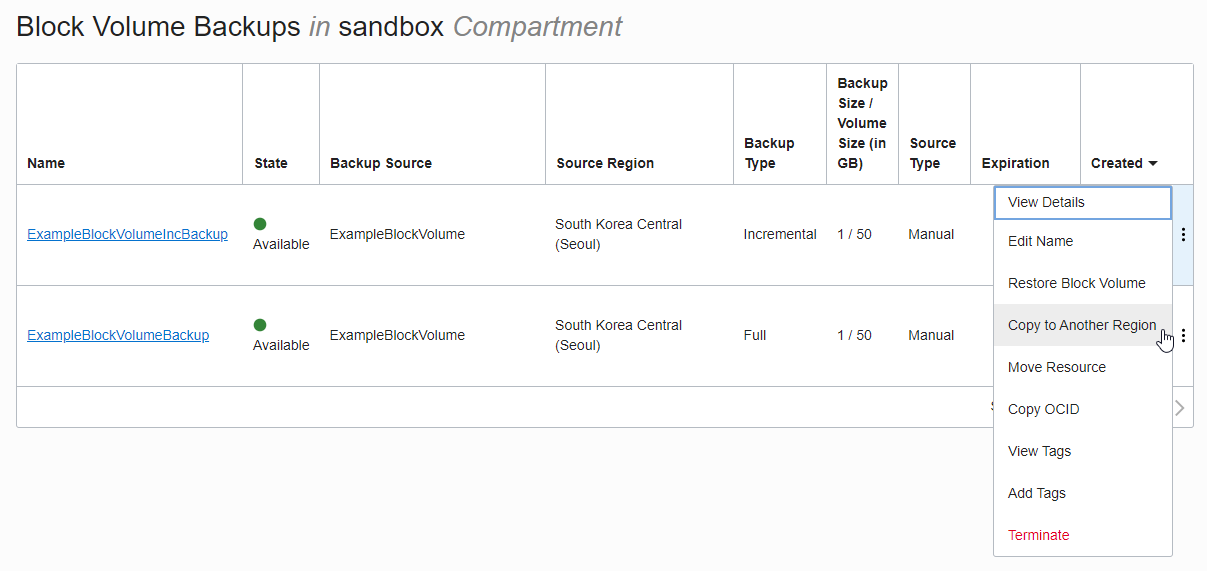 Block Volume Backups in sandbox Compartment
Name
State
Backup Source
Source Region
Backup
Type
Backup
Size /
Volume
Size (in
GB)
Source
Type
Expiration
Created
ExampleBlockVolumeIncBackup
Available
ExampleBlockVolume
South Korea Central
(Seoul)
Incremental
1 / 50
Manual
ExampleBlockVolumeBackup
Available
ExampleBlockVolume
South Korea Central
(Seoul)
Full
1 / 50
Manual
View Details
Edit Name
Restore Block Volume
Copy to Another Region
Move Resource
Copy OCID
View Tags
Add Tags
Terminate